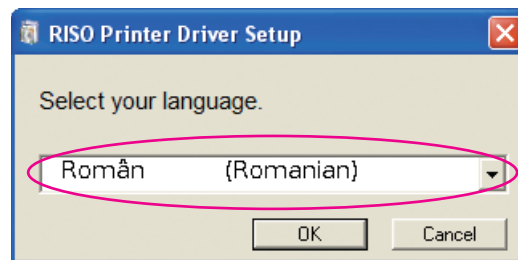 RISO Printer Driver Setup
Select your language.
Român (Romanian)
OK Cancel